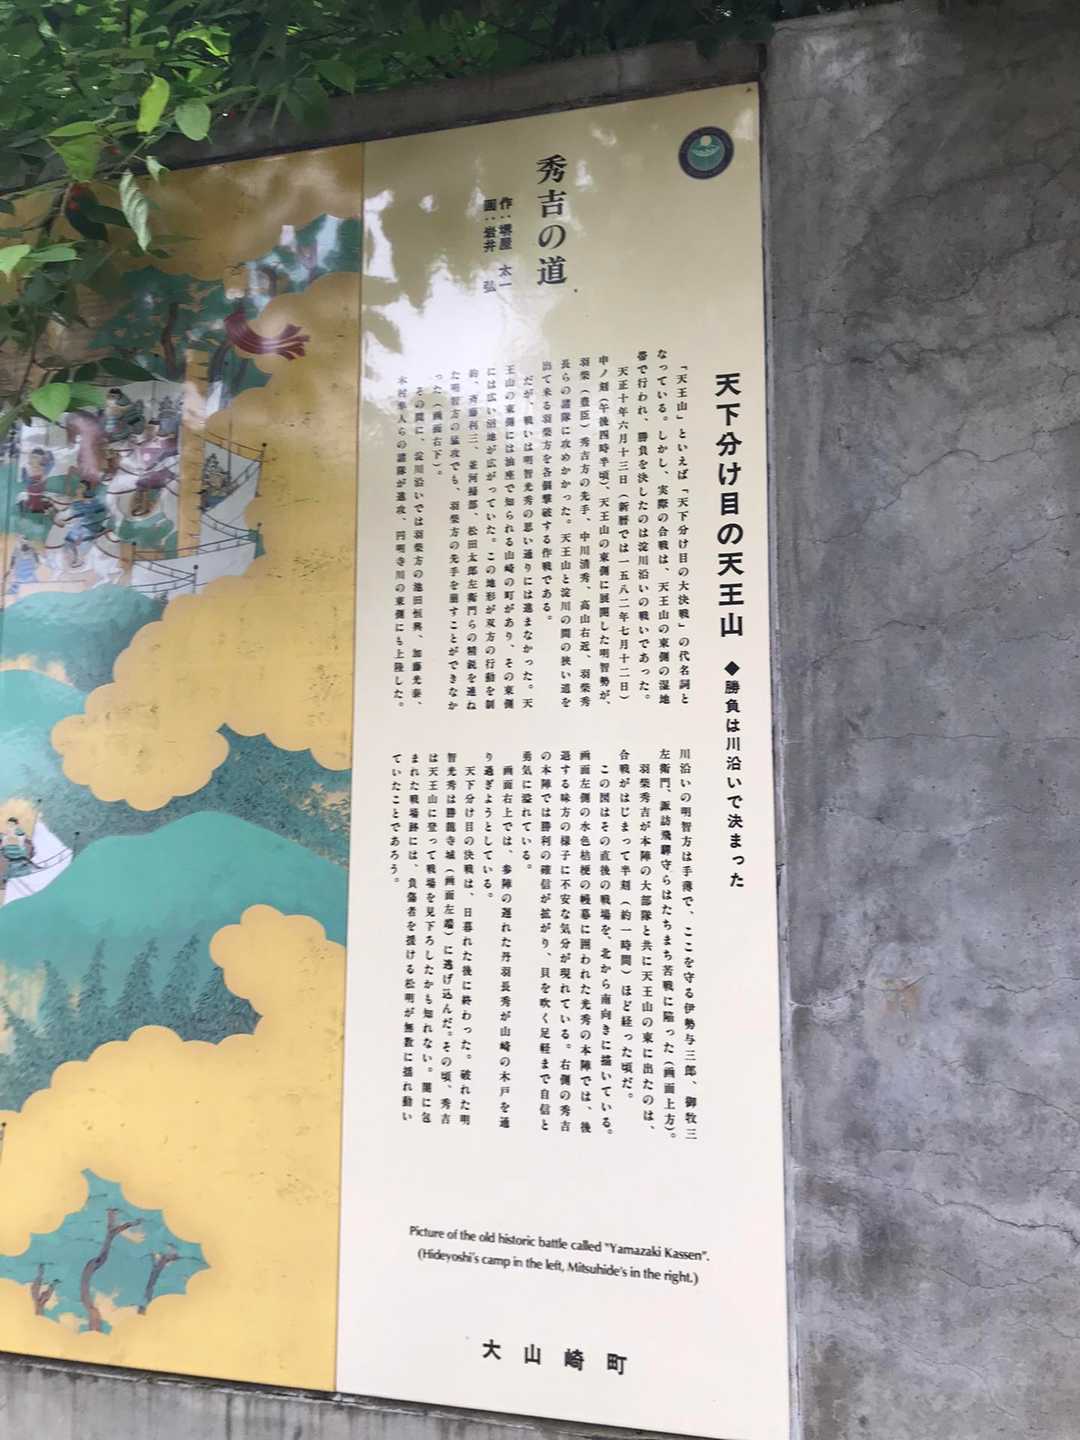 秀吉の道
作:堺屋 太一
画:岩井 弘
天下分け目の天王山 ◆勝負は川沿いで決まった
「天王山」といえば「天下分け目の大決戦」の代名詞と
なっている。しかし、実際の合戦は、天王山の東側の湿地
帯で行われ、勝負を決したのは淀川沿いの戦いであった。
天正十年六月十三日(新暦では一五八二年七月十二日)
申ノ刻(午後四時半頃)、天王山の東側に展開した明智勢が、
羽柴(豊臣)秀吉方の先手、中川清秀、高山右近、羽柴秀
長らの諸隊に攻めかかった。天王山と淀川の間の狭い道を
出て来る羽柴方を各個撃破する作戦である。
だが、戦いは明智光秀の思い通りには進まなかった。天
王山の東側には油座で知られる山崎の町があり、その東側
には広い沼地が広がっていた。この地形が双方の行動を制
約、斎藤利三、並河掃部、松田太郎左衛門らの精鋭を連ね
た明智方の猛攻でも、羽柴方の先手を崩すことができなか
った(画面右下)。
その間に、淀川沿いでは羽柴方の池田恒興、加藤光泰、
木村隼人らの諸隊が進攻、円明寺川の東側にも上陸した。
川沿いの明智方は手薄で、ここを守る伊勢与三郎、御牧三
左衛門、諏訪飛騨守らはたちまち苦戦に陥った(画面上方)。
羽柴秀吉が本陣の大部隊と共に天王山の東に出たのは、
合戦がはじまって半刻(約一時間)ほど経った頃だ。
この図はその直後の戦場を、北から南向きに描いている。
画面左側の水色桔梗の幔幕に囲われた光秀の本陣では、後
退する味方の様子に不安な気分が現れている。右側の秀吉
の本陣では勝利の確信が拡がり、貝を吹く足軽まで自信と
勇気に溢れている。
画面右上では、参陣の遅れた丹羽長秀が山崎の木戸を通
り過ぎようとしている。
天下分け目の決戦は、日暮れた後に終わった。破れた明
智光秀は勝龍寺城(画面左端)に逃げ込んだ。その頃、秀吉
は天王山に登って戦場を見下ろしたかも知れない。闇に包
まれた戦場跡には、負傷者を援ける松明が無数に揺れ動い
ていたことであろう。
Picture of the old historic battle called "Yamazaki Kassen".
(Hideyoshi's camp in the left, Mitsuhide's in the right.)
大山崎町